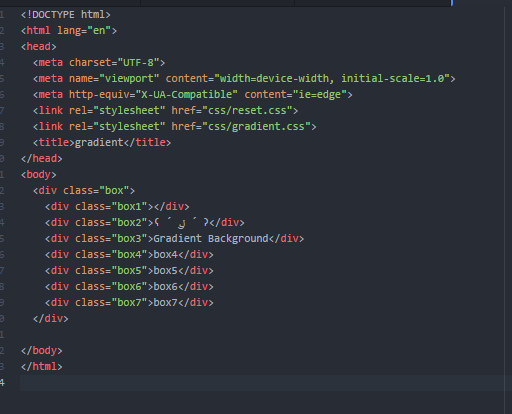 <!DOCTYPE html>
<html lang="en">
<head>
<meta charset="UTF-8">
<meta name="viewport" content="width=device-width, initial-scale=1.0">
<meta http-equiv="X-UA-Compatible" content="ie=edge">
<link rel="stylesheet" href="css/reset.css">
<link rel="stylesheet" href="css/gradient.css">
<title>gradient</title>
</head>
<body>
<div class="box">
<div class="box1"></div>
<div class="box2">ʕ ´ ڸ ` ʔ</div>
<div class="box3">Gradient Background</div>
<div class="box4">box4</div>
<div class="box5">box5</div>
<div class="box6">box6</div>
<div class="box7">box7</div>
</div>
</body>
</html>